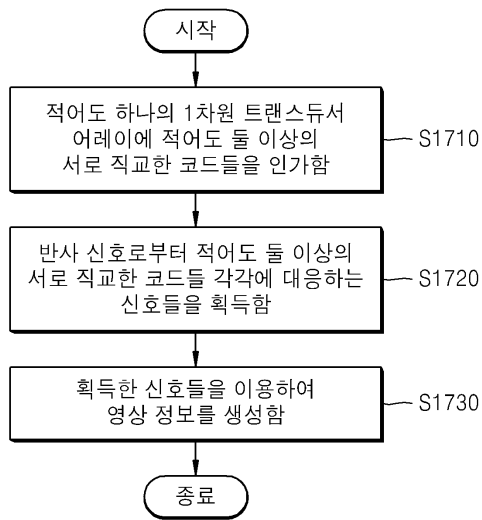 시작
적어도 하나의 1차원 트랜스듀서
어레이에 적어도 둘 이상의
서로 직교한 코드들을 인가함
S1710
반사 신호로부터 적어도 둘 이상의
서로 직교한 코드들 각각에 대응하는
신호들을 획득함
S1720
획득한 신호들을 이용하여
영상 정보를 생성함
S1730
종료